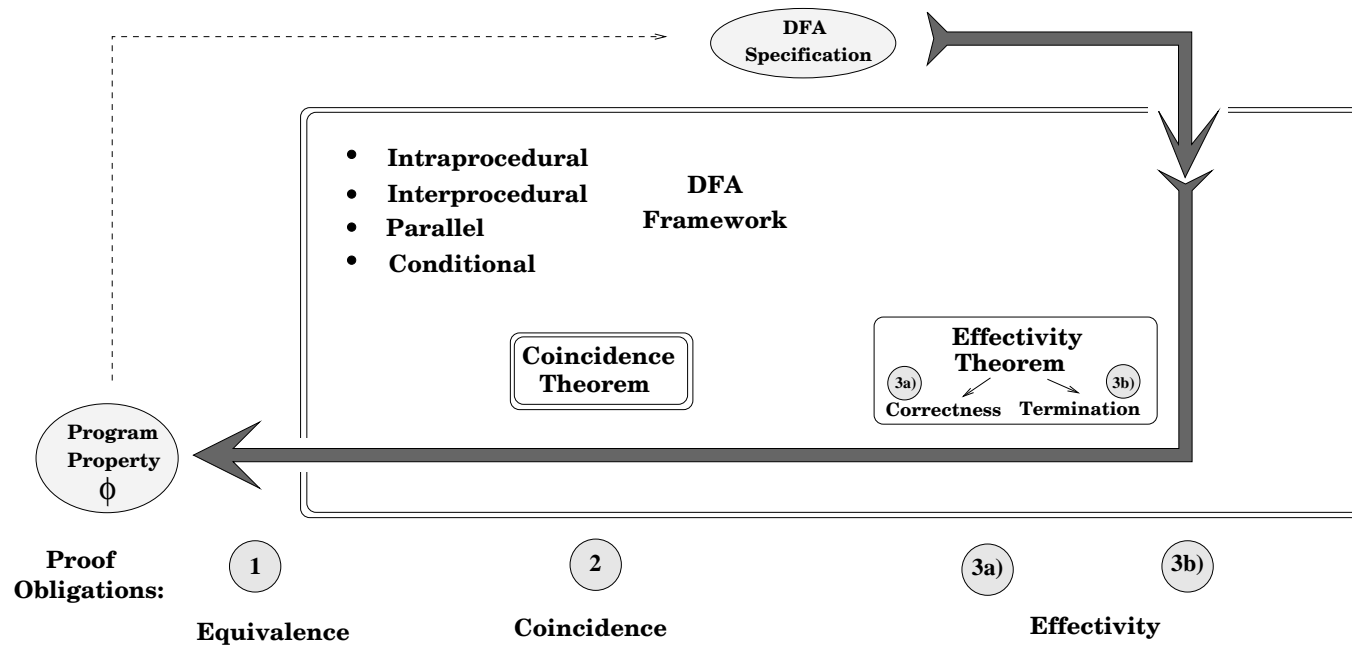 DFA
Specification
• Intraprocedural
• Interprocedural
• Parallel
• Conditional
DFA
Framework
Coincidence
Theorem
Effectivity
Theorem
3a)
3b)
Correctness
Termination
Program
Property
ϕ
Proof
Obligations:
1
2
3a)
3b)
Equivalence
Coincidence
Effectivity